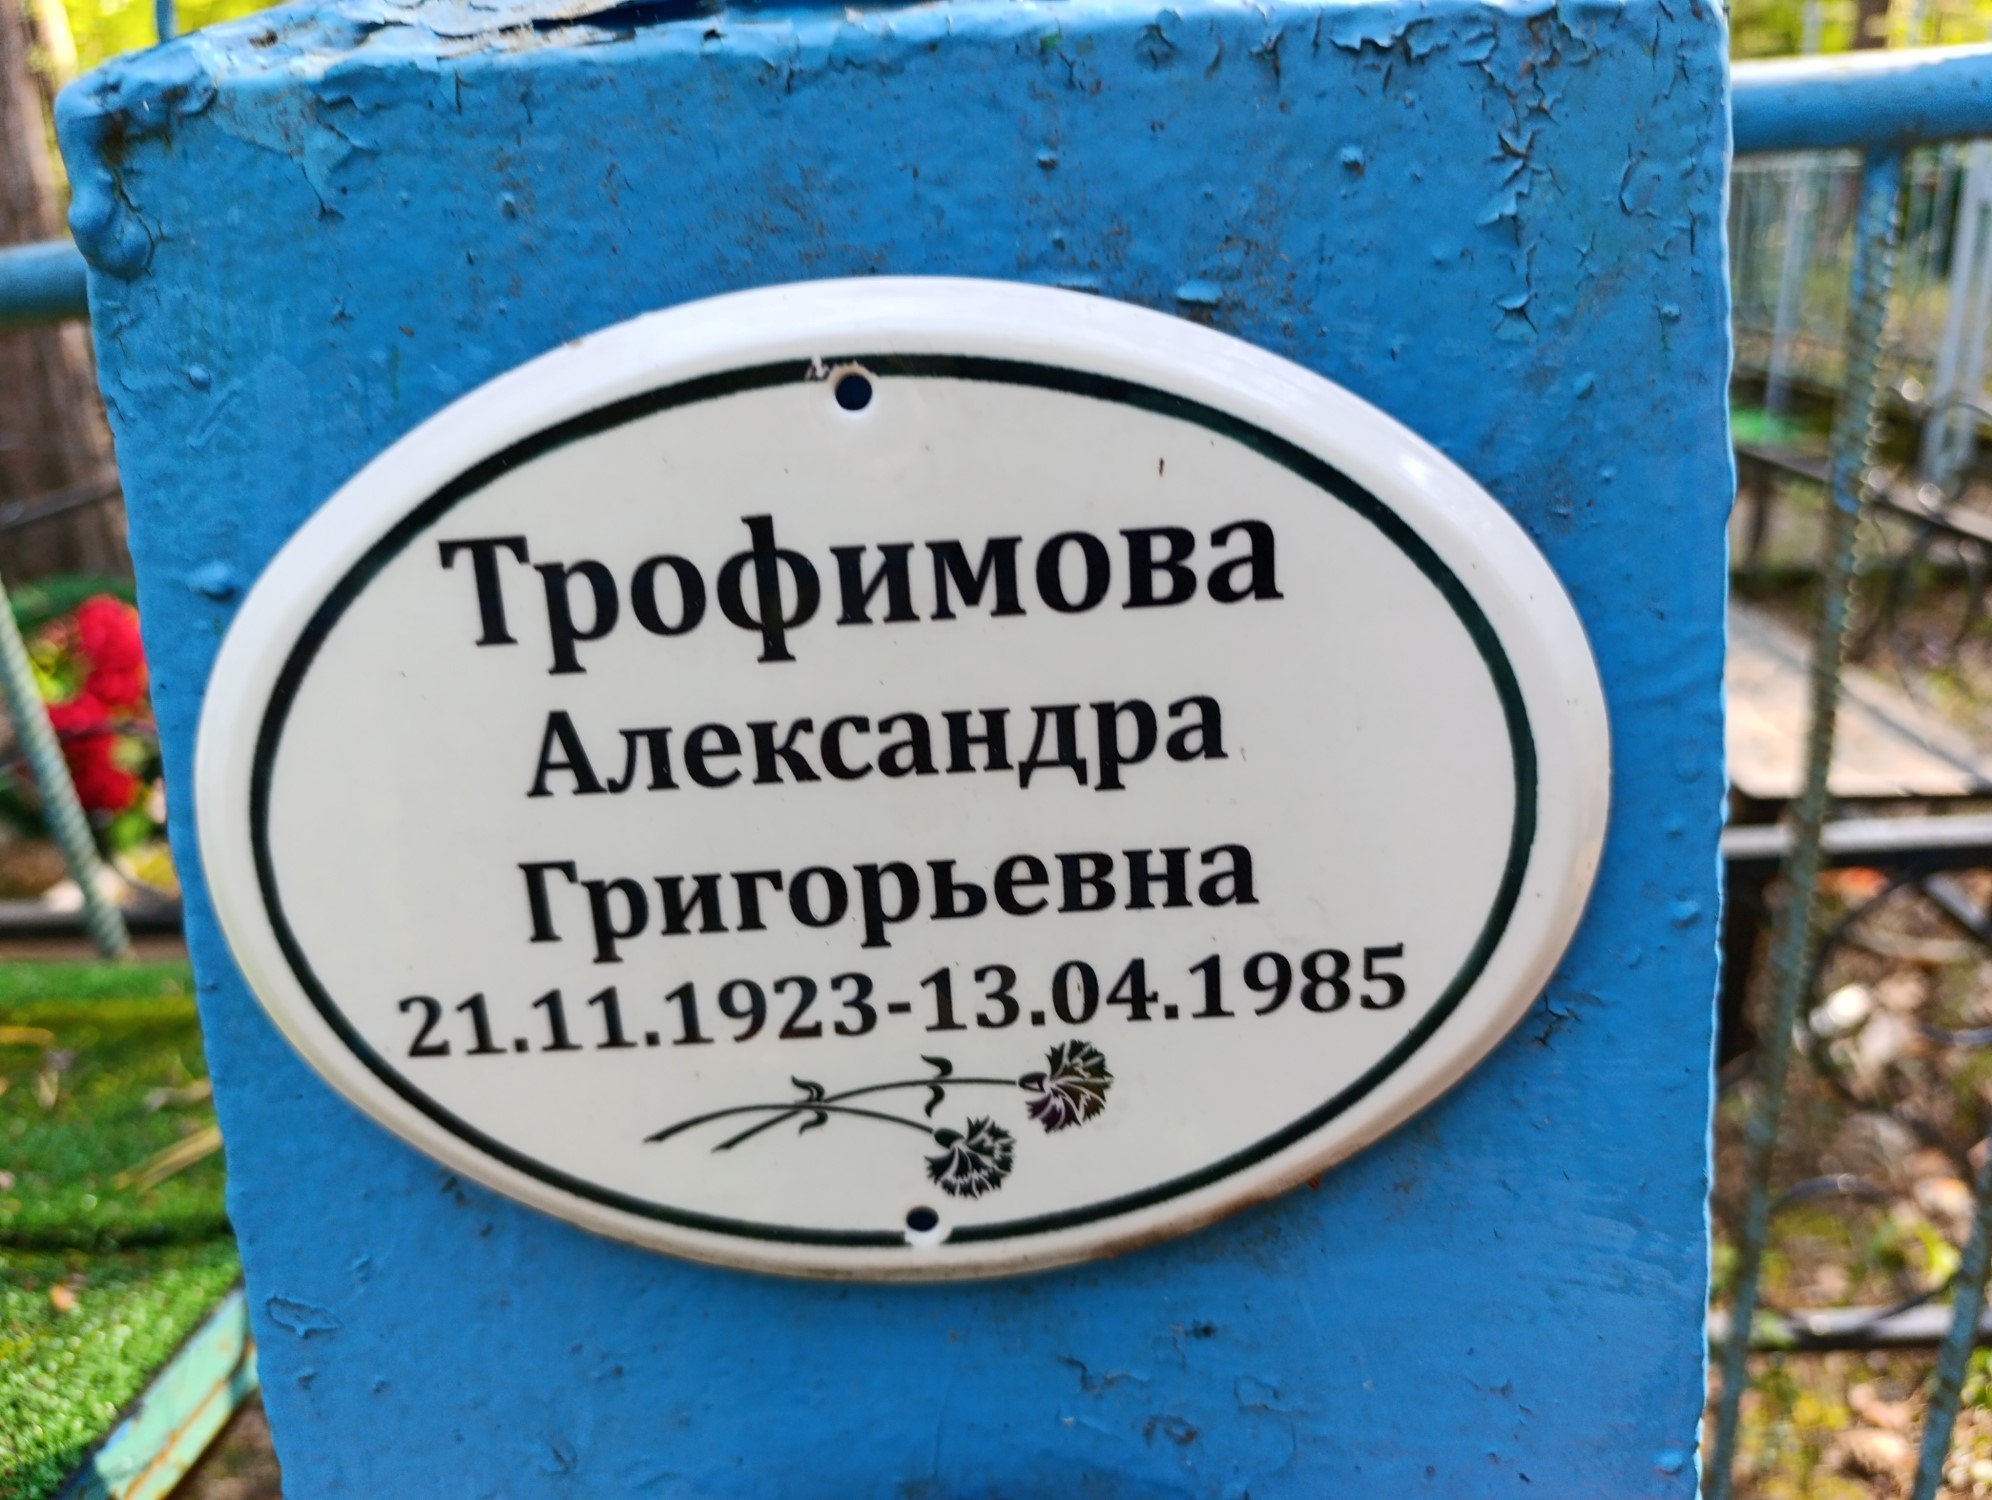 Трофимова
Александра
Григорьевна
21.11.1923-13.04.1985